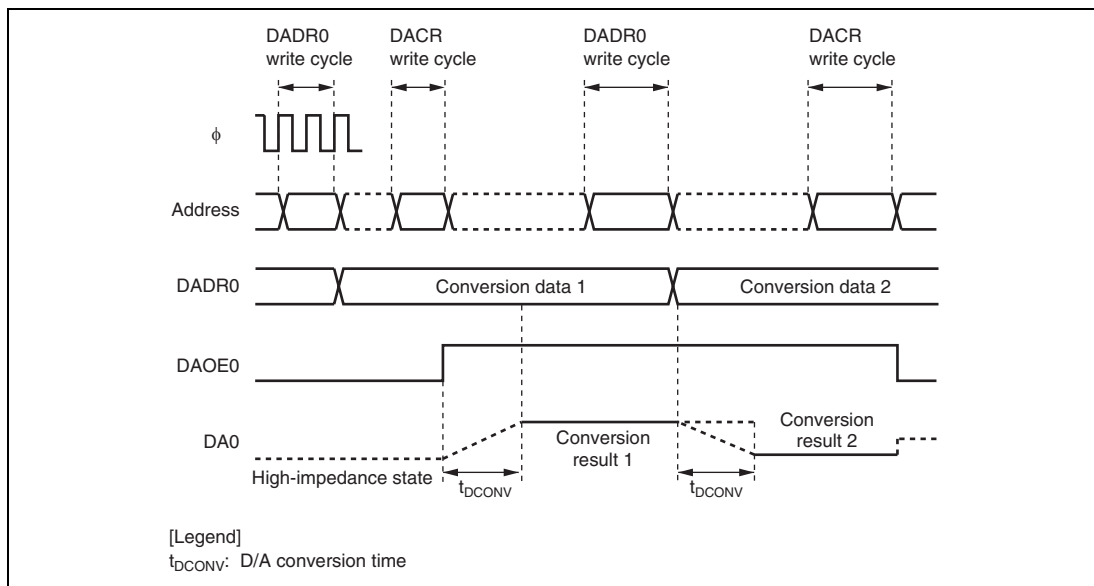 DADR0
write cycle
DACR
write cycle
DADR0
write cycle
DACR
write cycle
ϕ
Address
DADR0
Conversion data 1
Conversion data 2
DAOE0
DA0
Conversion
result 1
Conversion
result 2
High-impedance state
tDCONV
tDCONV
[Legend]
tDCONV: D/A conversion time